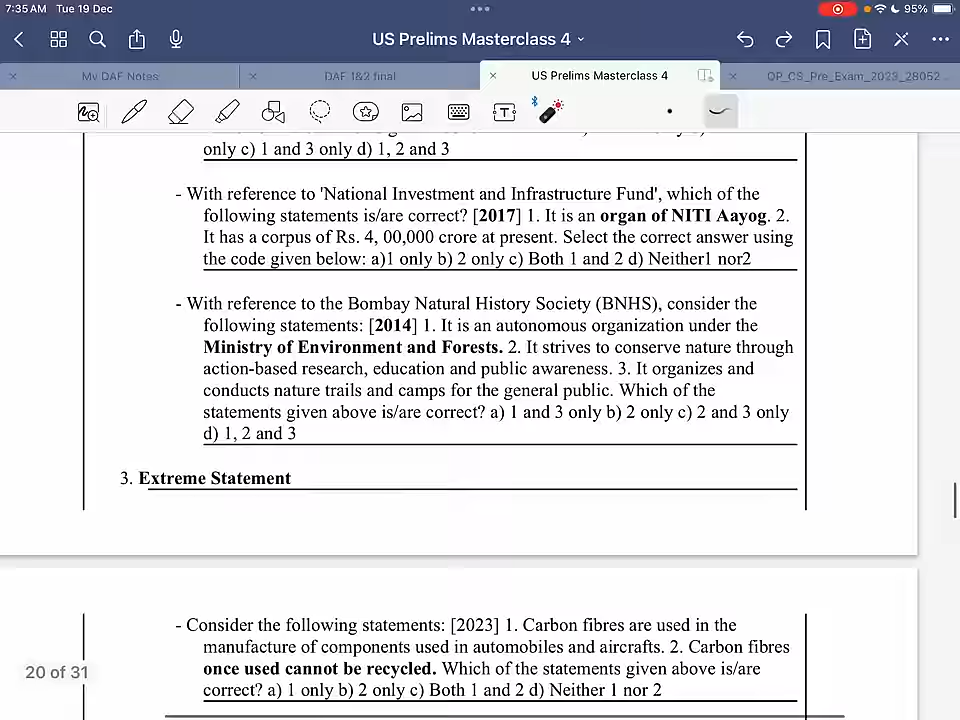 7:35 AM Tue 19 Dec
95%
US Prelims Masterclass 4
My DAF Notes
DAF 1&2 final
US Prelims Masterclass 4
QP_CS_Pre_Exam_2023_28052...
only c) 1 and 3 only d) 1, 2 and 3
- With reference to 'National Investment and Infrastructure Fund', which of the
following statements is/are correct? [2017] 1. It is an organ of NITI Aayog. 2.
It has a corpus of Rs. 4, 00,000 crore at present. Select the correct answer using
the code given below: a)1 only b) 2 only c) Both 1 and 2 d) Neither1 nor2
- With reference to the Bombay Natural History Society (BNHS), consider the
following statements: [2014] 1. It is an autonomous organization under the
Ministry of Environment and Forests. 2. It strives to conserve nature through
action-based research, education and public awareness. 3. It organizes and
conducts nature trails and camps for the general public. Which of the
statements given above is/are correct? a) 1 and 3 only b) 2 only c) 2 and 3 only
d) 1, 2 and 3
3. Extreme Statement
- Consider the following statements: [2023] 1. Carbon fibres are used in the
manufacture of components used in automobiles and aircrafts. 2. Carbon fibres
once used cannot be recycled. Which of the statements given above is/are
correct? a) 1 only b) 2 only c) Both 1 and 2 d) Neither 1 nor 2
20 of 31